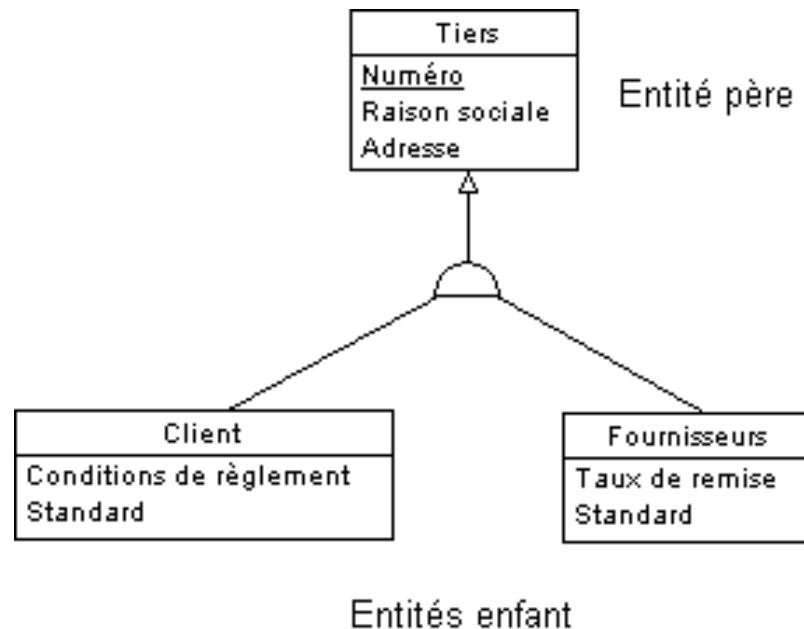 Tiers
Numéro
Raison sociale
Adresse
Entité père
Client
Conditions de règlement
Standard
Fournisseurs
Taux de remise
Standard
Entités enfant